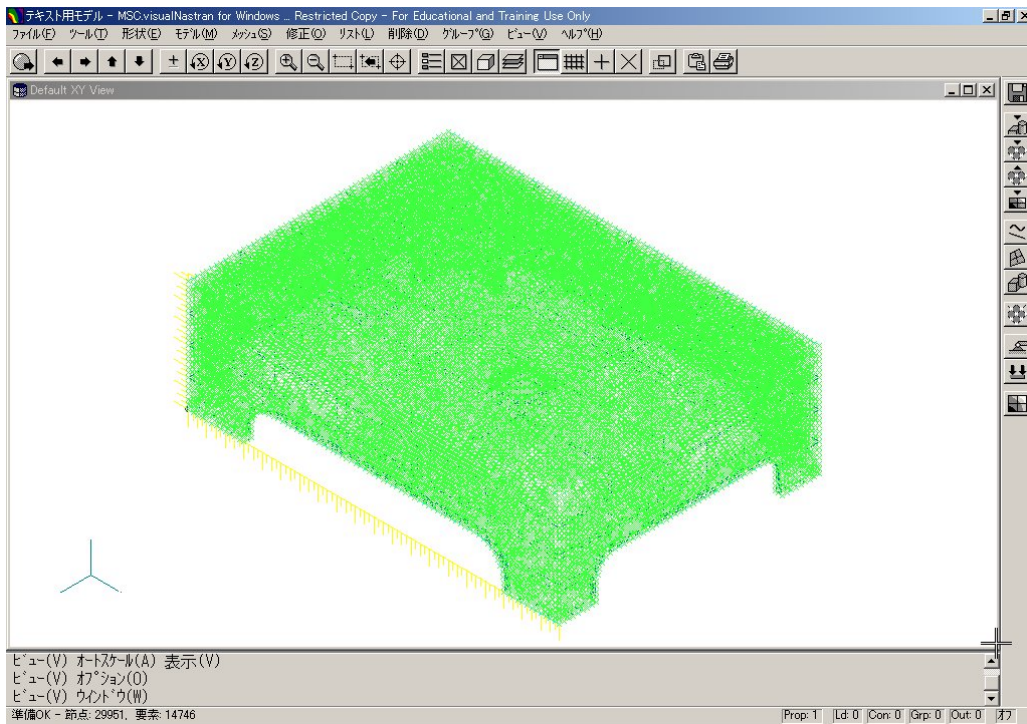 テキスト用モデル - MSC.visualNastran for Windows ... Restricted Copy - For Educational and Training Use Only
ファイル(F) ツール(T) 形状(E) モデル(M) メッシュ(S) 修正(O) リスト(L) 削除(D) グループ(G) ビュー(V) ヘルプ(H)
Default XY View
ビュー(V) オートスケール(A) 表示(V)
ビュー(V) オプション(O)
ビュー(V) ウインドウ(W)
準備OK - 節点: 29951, 要素: 14746 Prop: 1 Ld: 0 Con: 0 Grp: 0 Out: 0 オフ